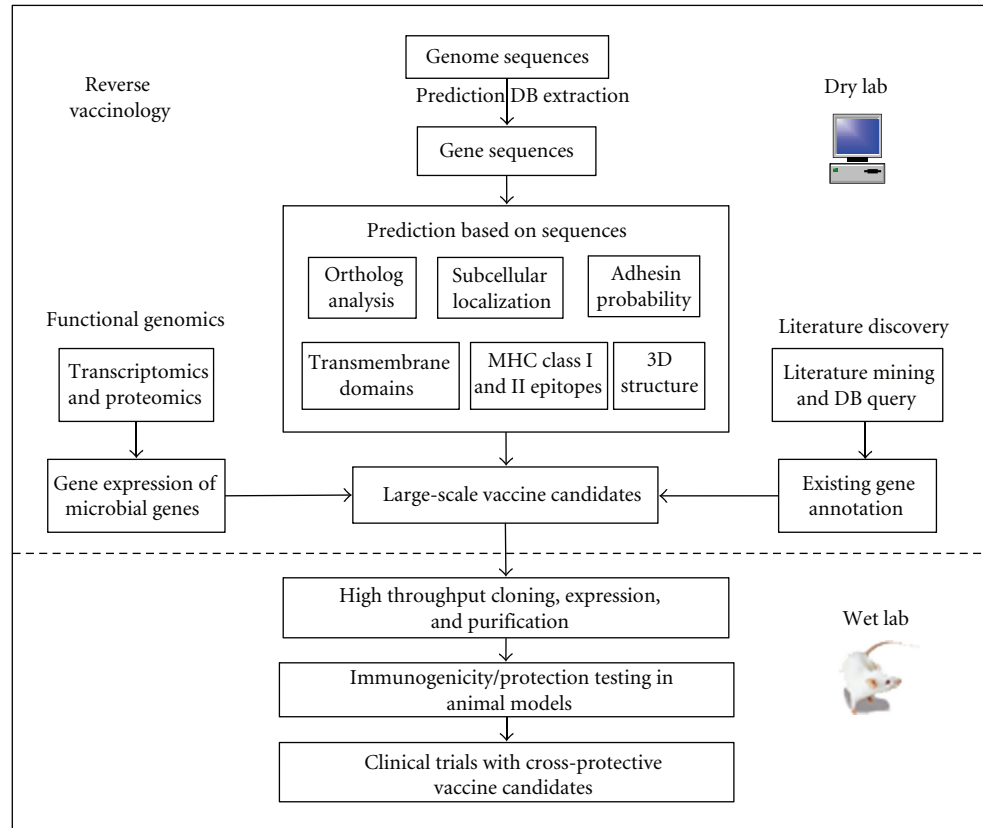 Genome sequences
Reverse
vaccinology
Prediction DB extraction
Dry lab
Gene sequences
Prediction based on sequences
Ortholog
analysis
Subcellular
localization
Adhesin
probability
Transmembrane
domains
MHC class I
and II epitopes
3D
structure
Functional genomics
Transcriptomics
and proteomics
Gene expression of
microbial genes
Literature discovery
Literature mining
and DB query
Existing gene
annotation
Large-scale vaccine candidates
High throughput cloning, expression,
and purification
Wet lab
Immunogenicity/protection testing in
animal models
Clinical trials with cross-protective
vaccine candidates